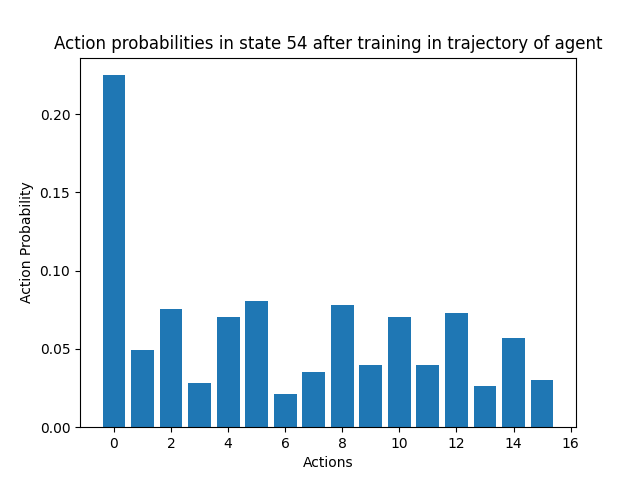 Action probabilities in state 54 after training in trajectory of agent
0.20
0.15
0.10
0.05
0.00
Action Probability
0 2 4 6 8 10 12 14 16
Actions